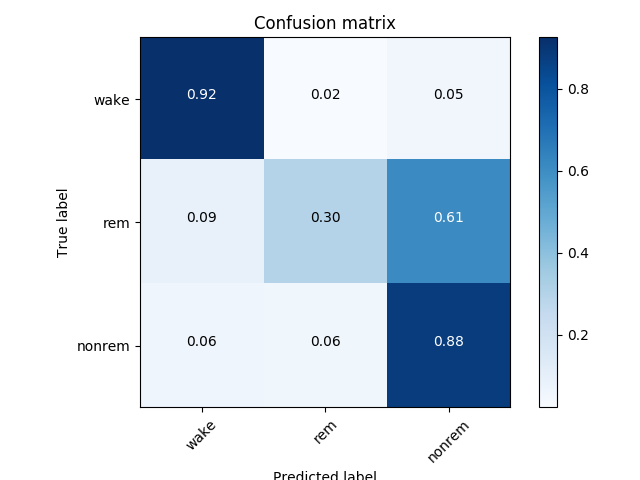 Confusion matrix
True label
wake 0.92 0.02 0.05
rem 0.09 0.30 0.61
nonrem 0.06 0.06 0.88
wake rem nonrem
Predicted label
0.8
0.6
0.4
0.2